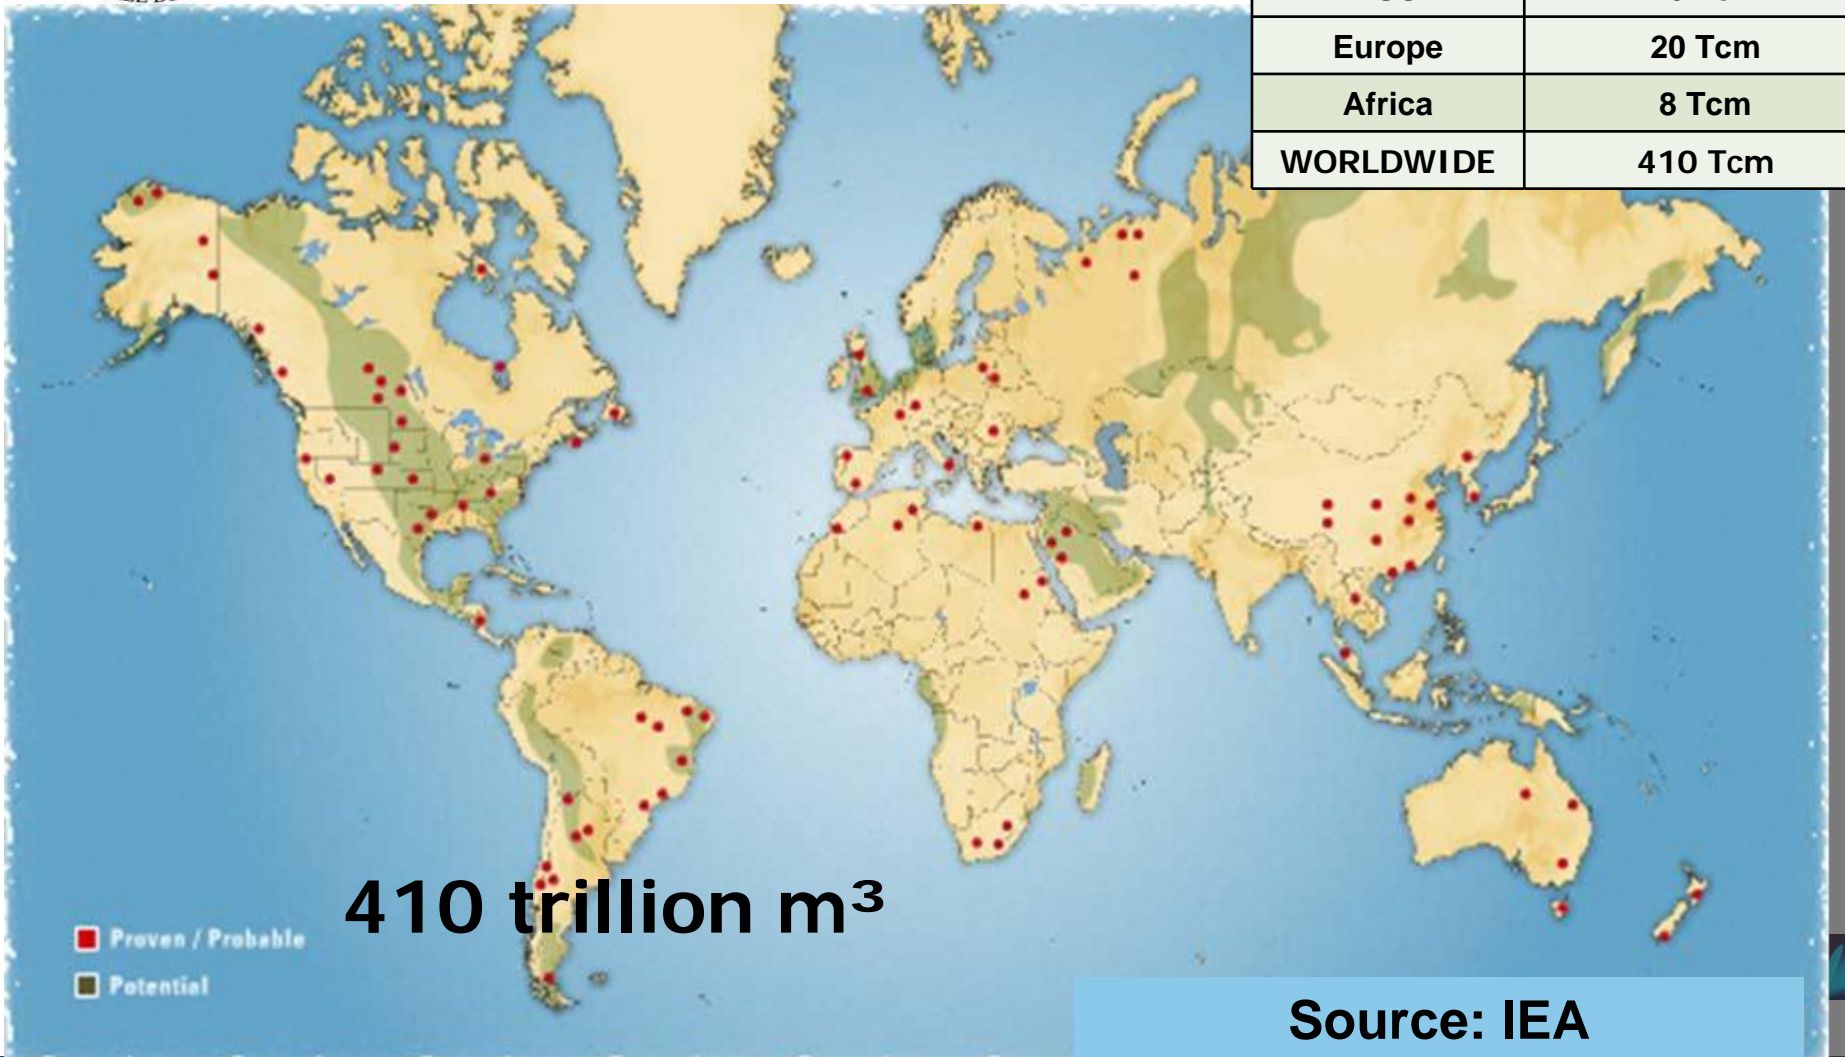 Europe 20 Tcm
Africa 8 Tcm
WORLDWIDE 410 Tcm
410 trillion m³
Proven / Probable
Potential
Source: IEA